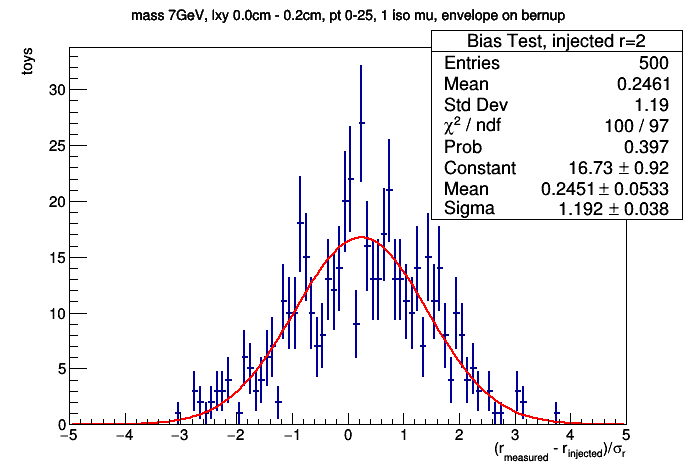 mass 7GeV, lxy 0.0cm - 0.2cm, pt 0-25, 1 iso mu, envelope on bernup
Bias Test, injected r=2
Entries 500
Mean 0.2461
Std Dev 1.19
χ² / ndf 100 / 97
Prob 0.397
Constant 16.73 ± 0.92
Mean 0.2451 ± 0.0533
Sigma 1.192 ± 0.038
toys
30
25
20
15
10
5
0
−5 −4 −3 −2 −1 0 1 2 3 4 5
(r_measured - r_injected)/σ_r